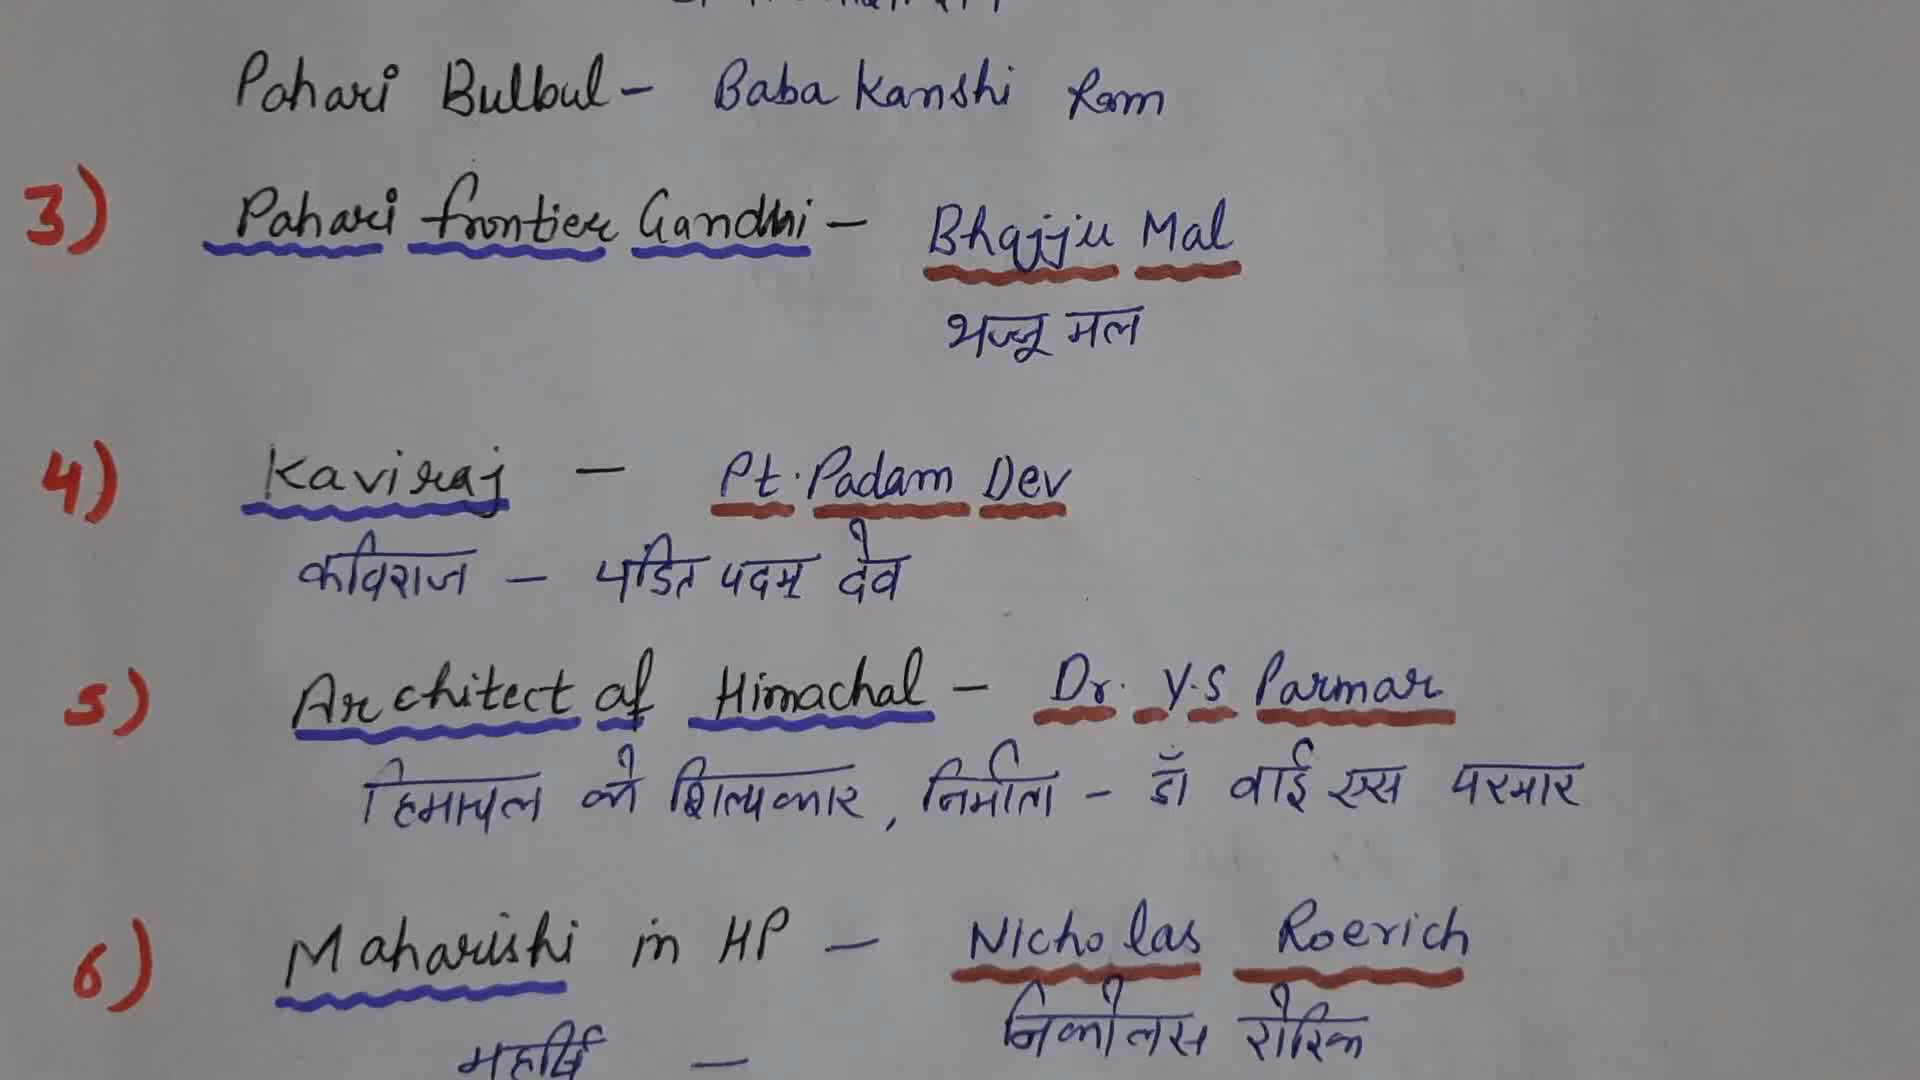 Pahari Bulbul - Baba Kanshi Ram
3) Pahari frontier Gandhi - Bhajju Mal
भज्जू मल
4) Kaviraj - Pt. Padam Dev
कविराज - पडित पदम देव
5) Architect of Himachal - Dr. Y.S Parmar
हिमाचल के शिल्पकार, निर्माता - डॉ वाई एस परमार
6) Maharishi in HP - Nicholas Roerich
निकोलस रोरिक
महर्षि -